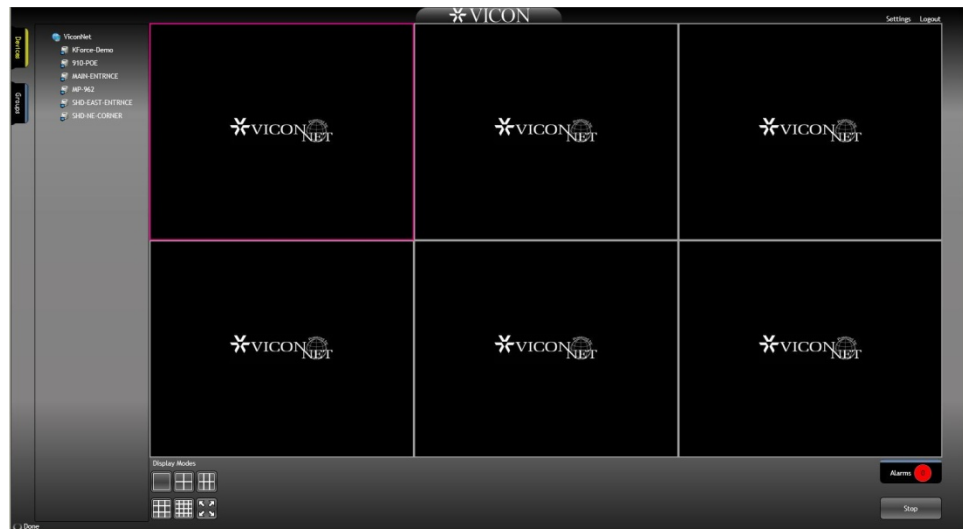 VICON
Settings Logout
Devices
Groups
ViconNet
KForce-Demo
910-POE
MAIN-ENTRNCE
MP-962
SHD-EAST-ENTRNCE
SHD-NE-CORNER
VICONNET
VICONNET
VICONNET
VICONNET
VICONNET
VICONNET
Display Modes
Alarms
Stop
Done